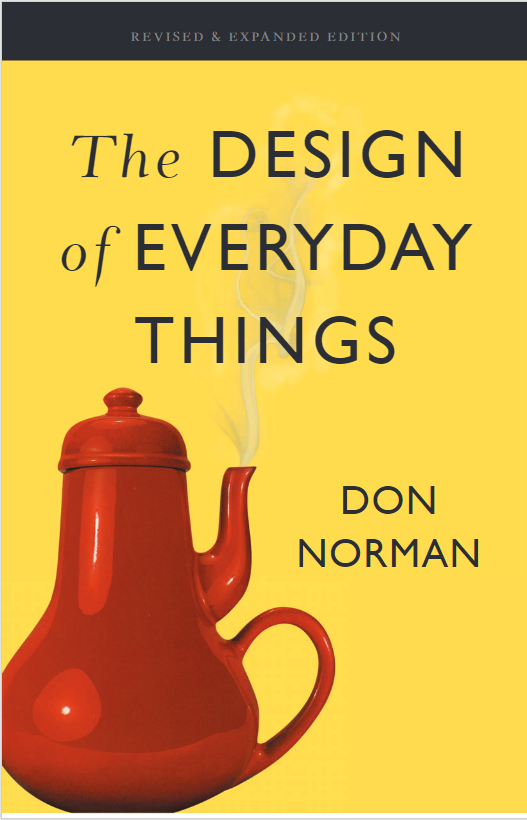 REVISED & EXPANDED EDITION
The DESIGN
of EVERYDAY
THINGS
DON
NORMAN